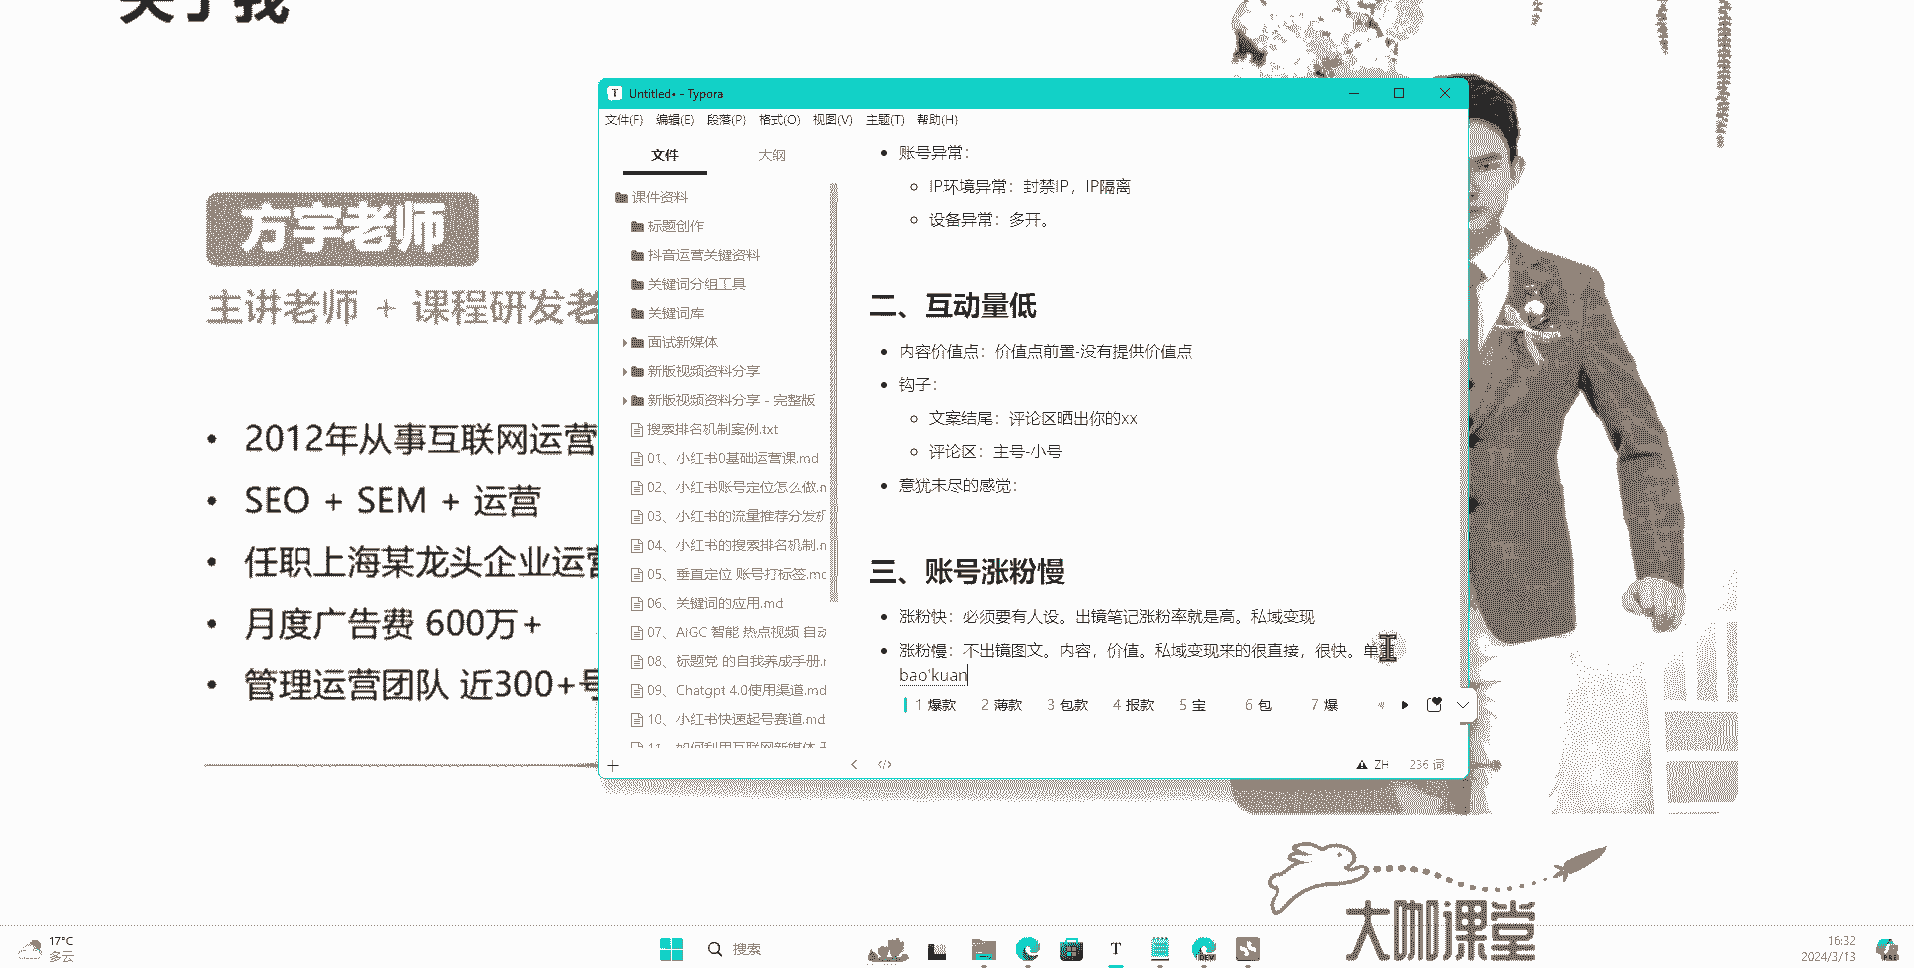 关于我
方宇老师
主讲老师 + 课程研发老
2012年从事互联网运营
SEO + SEM + 运营
任职上海某龙头企业运营
月度广告费 600万+
管理运营团队 近300+号
Untitled• - Typora
文件(F) 编辑(E) 段落(P) 格式(O) 视图(V) 主题(T) 帮助(H)
文件 大纲
课件资料
标题创作
抖音运营关键资料
关键词分组工具
关键词库
面试新媒体
新版视频资料分享
新版视频资料分享 - 完整版
搜索排名机制案例.txt
01、小红书0基础运营课.md
02、小红书账号定位怎么做.n
03、小红书的流量推荐分发机
04、小红书的搜索排名机制.n
05、垂直定位 账号打标签.mc
06、关键词的应用.md
07、AIGC 智能 热点视频 自动
08、标题党 的自我养成手册.r
09、Chatgpt 4.0使用渠道.md
10、小红书快速起号赛道.md
11、如何利用互联网新媒体
账号异常：
IP环境异常：封禁IP，IP隔离
设备异常：多开。
二、互动量低
内容价值点：价值点前置-没有提供价值点
钩子：
文案结尾：评论区晒出你的xx
评论区：主号-小号
意犹未尽的感觉：
三、账号涨粉慢
涨粉快：必须要有人设。出镜笔记涨粉率就是高。私域变现
涨粉慢：不出镜图文。内容，价值。私域变现来的很直接，很快。单
bao'kuan
1 爆款 2 薄款 3 包款 4 报款 5 宝 6 包 7 爆
ZH 236 词
大咖课堂
17°C
多云
搜索
DEV
16:32
2024/3/13
PRE